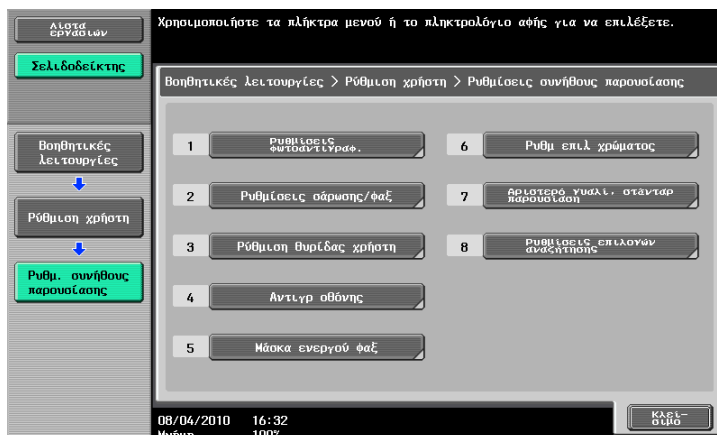 Λίστα
εργασιών
Χρησιμοποιήστε τα πλήκτρα μενού ή το πληκτρολόγιο αφής για να επιλέξετε.
Σελιδοδείκτης
Βοηθητικές λειτουργίες > Ρύθμιση χρήστη > Ρυθμίσεις συνήθους παρουσίασης
Βοηθητικές
λειτουργίες
Ρύθμιση χρήστη
Ρυθμ. συνήθους
παρουσίασης
1 Ρυθμίσεις
φωτοαντιγραφ.
2 Ρυθμίσεις σάρωσης/φαξ
3 Ρύθμιση θυρίδας χρήστη
4 Αντιγρ οθόνης
5 Μάσκα ενεργού φαξ
6 Ρυθμ επιλ χρώματος
7 Αριστερό γυαλί, στάνταρ
παρουσίαση
8 Ρυθμίσεις επιλογών
αναζήτησης
08/04/2010 16:32
Μνήμη 100%
Κλεί-
σιμο